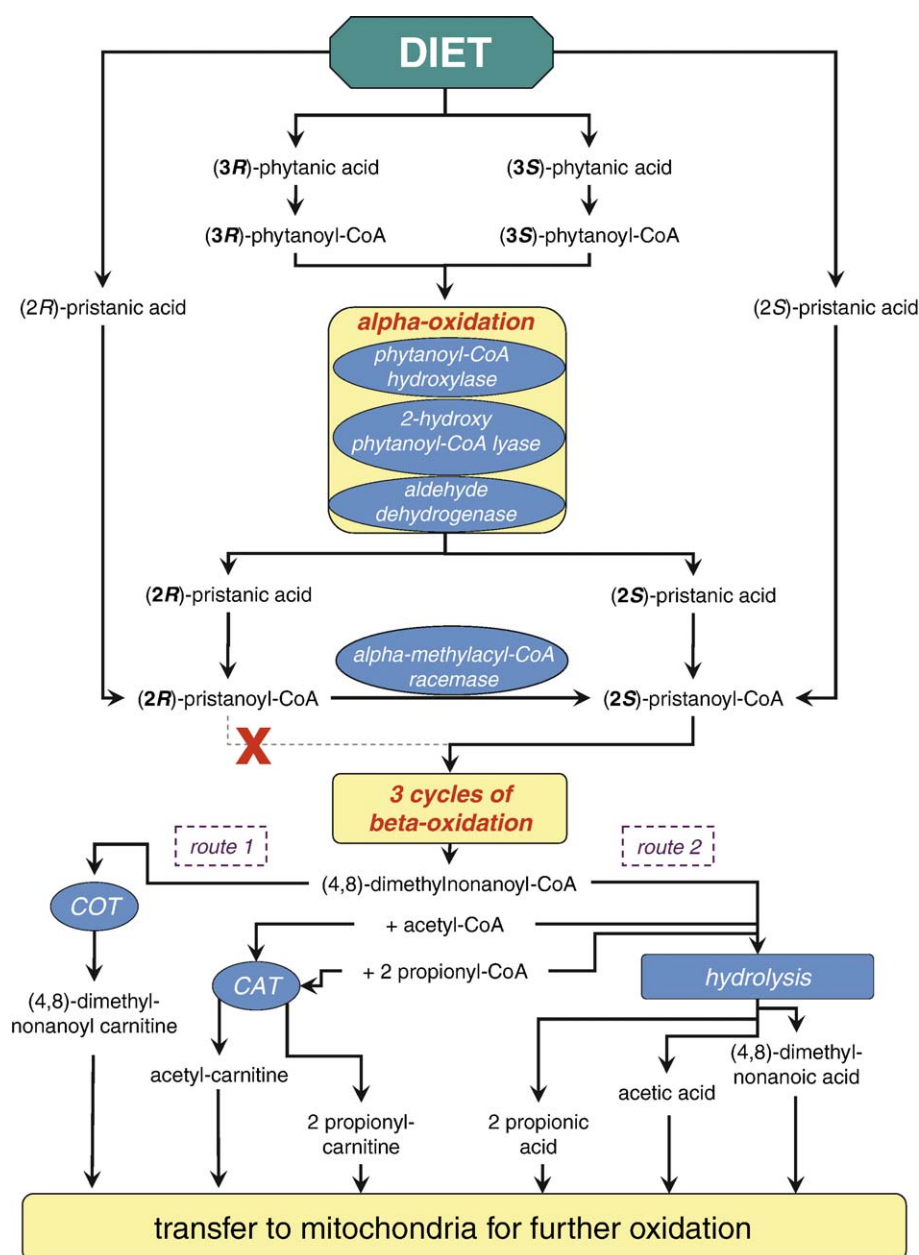 DIET
(3R)-phytanic acid
(3S)-phytanic acid
(3R)-phytanoyl-CoA
(3S)-phytanoyl-CoA
(2R)-pristanic acid
(2S)-pristanic acid
alpha-oxidation
phytanoyl-CoA
hydroxylase
2-hydroxy
phytanoyl-CoA lyase
aldehyde
dehydrogenase
(2R)-pristanic acid
(2S)-pristanic acid
alpha-methylacyl-CoA
racemase
(2R)-pristanoyl-CoA
(2S)-pristanoyl-CoA
X
3 cycles of
beta-oxidation
route 1
route 2
(4,8)-dimethylnonanoyl-CoA
COT
+ acetyl-CoA
+ 2 propionyl-CoA
CAT
hydrolysis
(4,8)-dimethyl-
nonanoyl carnitine
acetyl-carnitine
2 propionyl-
carnitine
2 propionic
acid
acetic acid
(4,8)-dimethyl-
nonanoic acid
transfer to mitochondria for further oxidation